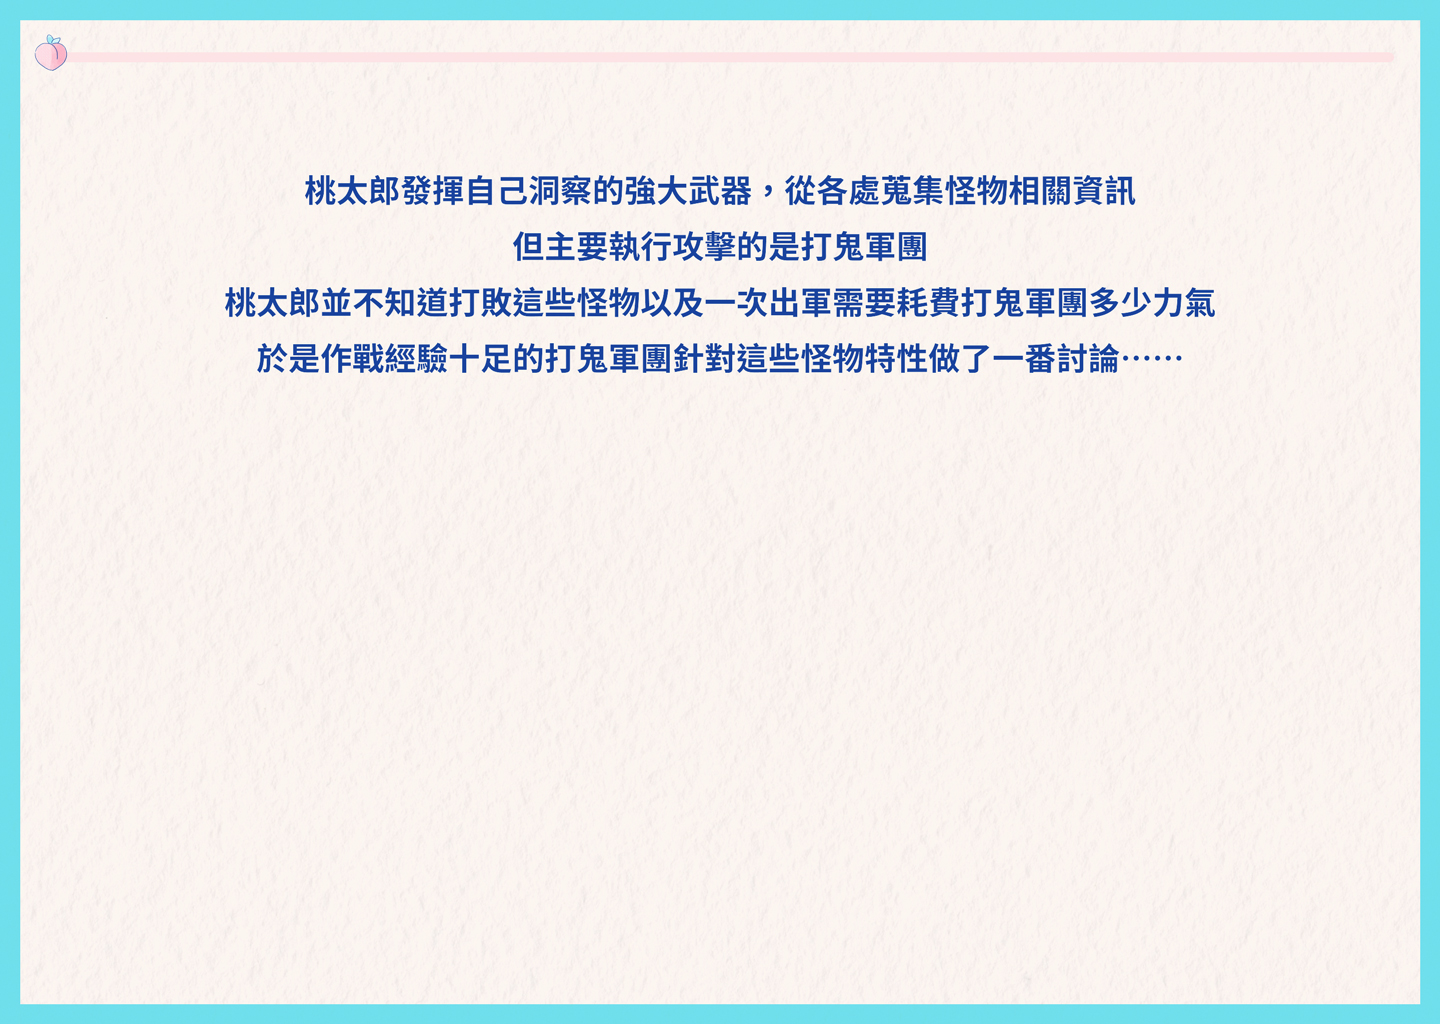 桃太郎發揮自己洞察的強大武器，從各處蒐集怪物相關資訊
但主要執行攻擊的是打鬼軍團
桃太郎並不知道打敗這些怪物以及一次出軍需要耗費打鬼軍團多少力氣
於是作戰經驗十足的打鬼軍團針對這些怪物特性做了一番討論⋯⋯